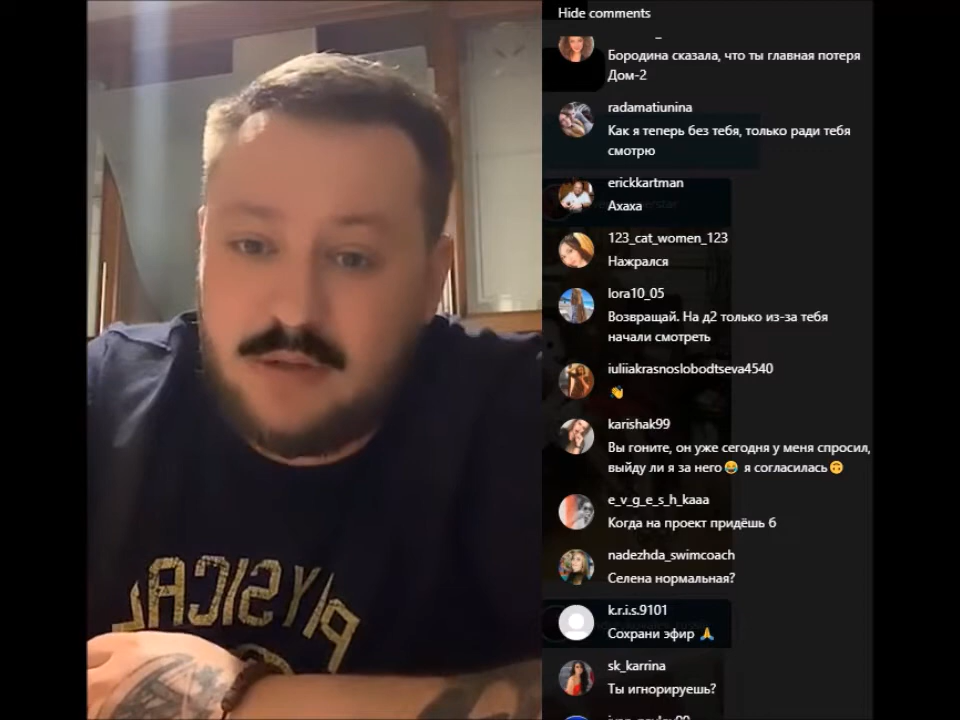 Hide comments
Бородина сказала, что ты главная потеря
Дом-2
radamatiunina
Как я теперь без тебя, только ради тебя
смотрю
erickkartman
Ахаха
123_cat_women_123
Нажрался
lora10_05
Возвращай. На д2 только из-за тебя
начали смотреть
iuliiakrasnoslobodtseva4540
👋
karishak99
Вы гоните, он уже сегодня у меня спросил,
выйду ли я за него😂 я согласилась🙃
e_v_g_e_s_h_kaaa
Когда на проект придёшь б
nadezhda_swimcoach
Селена нормальная?
k.r.i.s.9101
Сохрани эфир 🙏
sk_karrina
Ты игнорируешь?
PHYSICAL